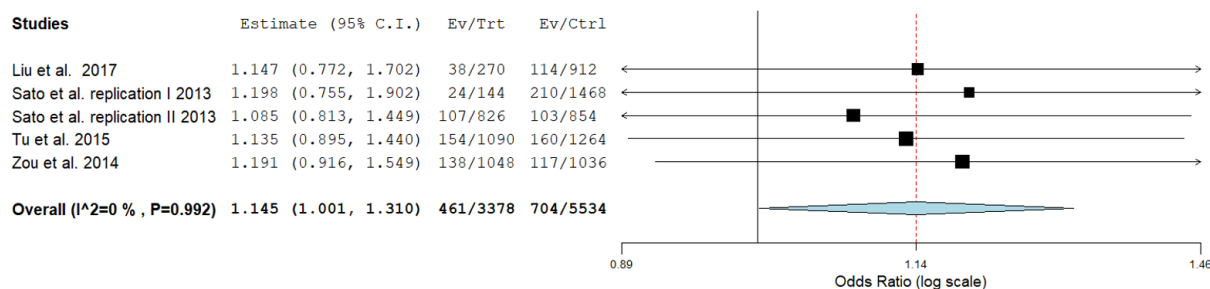 Studies Estimate (95% C.I.) Ev/Trt Ev/Ctrl
Liu et al. 2017 1.147 (0.772, 1.702) 38/270 114/912
Sato et al. replication I 2013 1.198 (0.755, 1.902) 24/144 210/1468
Sato et al. replication II 2013 1.085 (0.813, 1.449) 107/826 103/854
Tu et al. 2015 1.135 (0.895, 1.440) 154/1090 160/1264
Zou et al. 2014 1.191 (0.916, 1.549) 138/1048 117/1036
Overall (I^2=0 % , P=0.992) 1.145 (1.001, 1.310) 461/3378 704/5534
0.89 1.14 1.46
Odds Ratio (log scale)